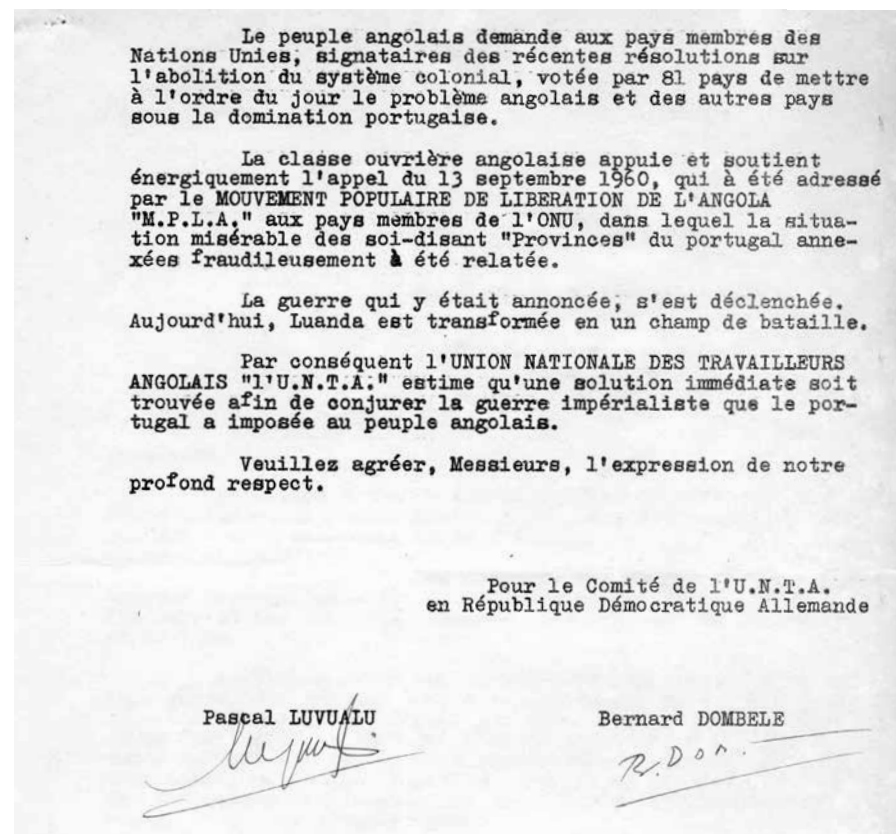 Le peuple angolais demande aux pays membres des
Nations Unies, signataires des récentes résolutions sur
l'abolition du système colonial, votée par 81 pays de mettre
à l'ordre du jour le problème angolais et des autres pays
sous la domination portugaise.
La classe ouvrière angolaise appuie et soutient
énergiquement l'appel du 13 septembre 1960, qui à été adressé
par le MOUVEMENT POPULAIRE DE LIBERATION DE L'ANGOLA
"M.P.L.A." aux pays membres de l'ONU, dans lequel la situa-
tion misérable des soi-disant "Provinces" du portugal anne-
xées fraudileusement à été relatée.
La guerre qui y était annoncée, s'est déclenchée.
Aujourd'hui, Luanda est transformée en un champ de bataille.
Par conséquent l'UNION NATIONALE DES TRAVAILLEURS
ANGOLAIS "l'U.N.T.A." estime qu'une solution immédiate soit
trouvée afin de conjurer la guerre impérialiste que le por-
tugal a imposée au peuple angolais.
Veuillez agréer, Messieurs, l'expression de notre
profond respect.
Pour le Comité de l'U.N.T.A.
en République Démocratique Allemande
Pascal LUVUALU Bernard DOMBELE
B. Dom.